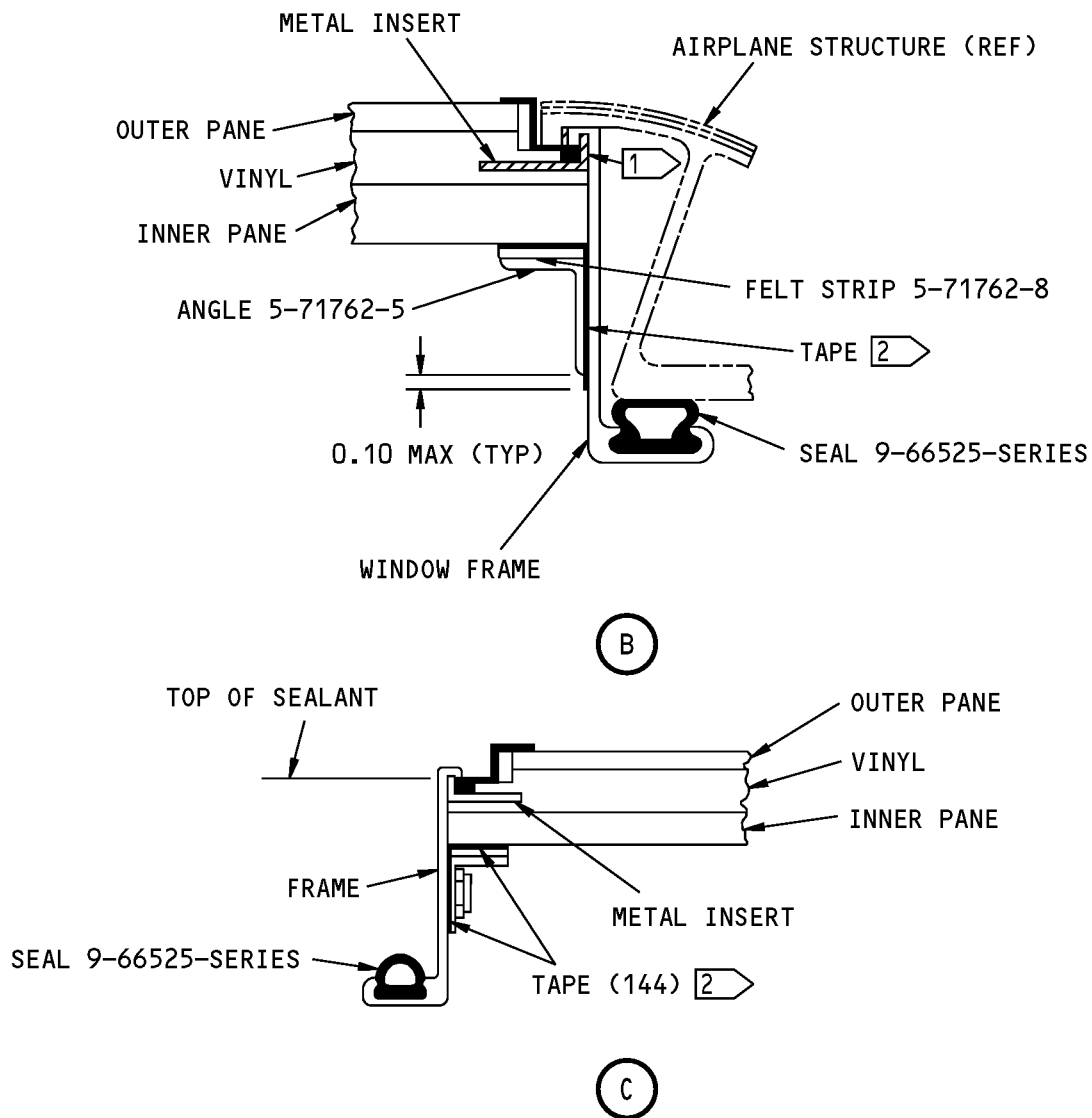 METAL INSERT
AIRPLANE STRUCTURE (REF)
OUTER PANE
1
VINYL
INNER PANE
FELT STRIP 5-71762-8
ANGLE 5-71762-5
TAPE 2
0.10 MAX (TYP)
SEAL 9-66525-SERIES
WINDOW FRAME
B
TOP OF SEALANT
OUTER PANE
VINYL
INNER PANE
FRAME
METAL INSERT
SEAL 9-66525-SERIES
TAPE (144) 2
C